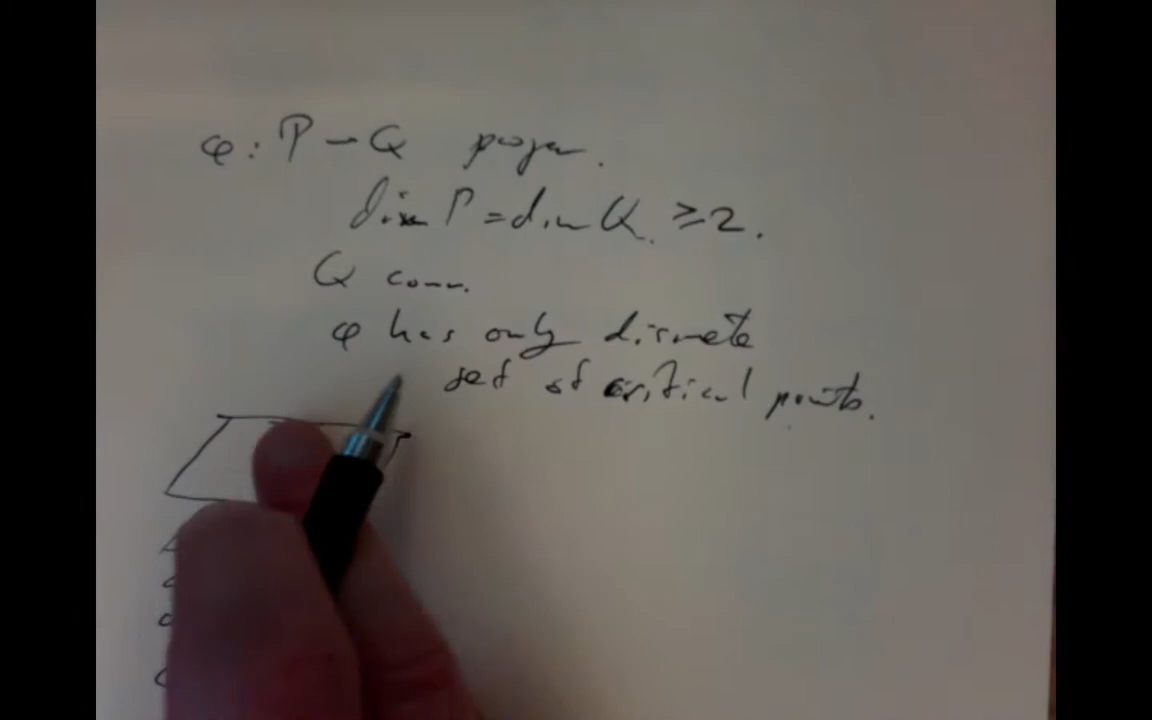 φ: P → Q proper.
dim P = dim Q ≥ 2.
Q conn.
φ has only discrete
set of critical points.